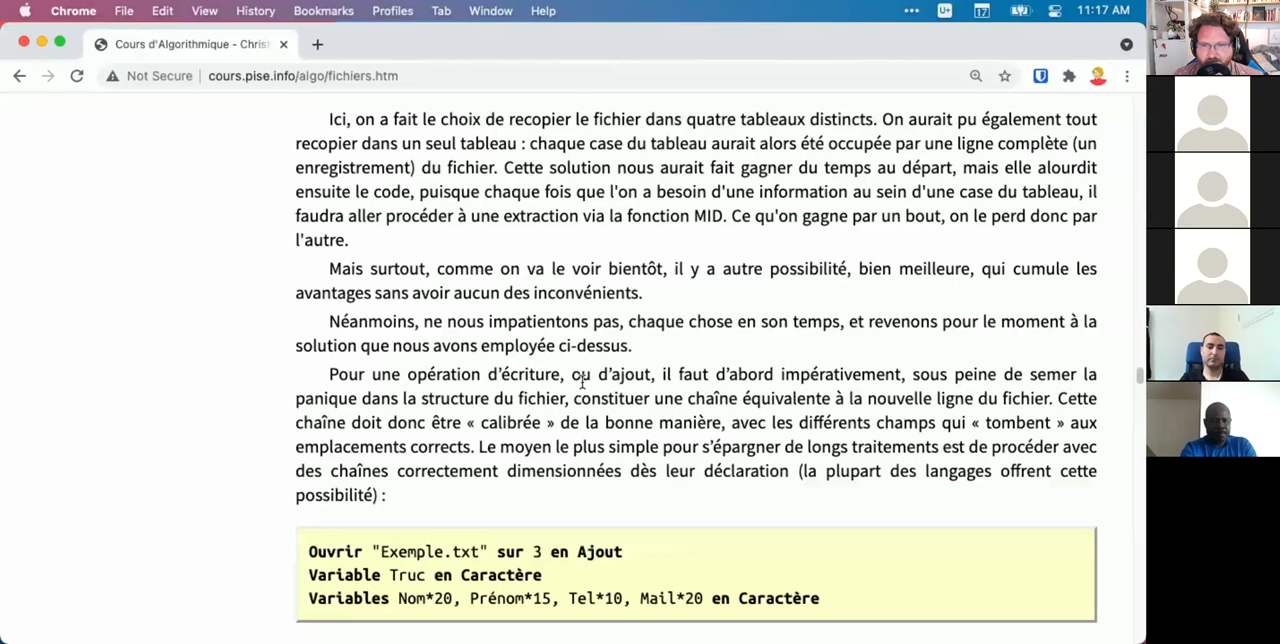 Chrome File Edit View History Bookmarks Profiles Tab Window Help ••• U+ 17 11:17 AM
Cours d'Algorithmique - Christ
Not Secure cours.pise.info/algo/fichiers.htm
Ici, on a fait le choix de recopier le fichier dans quatre tableaux distincts. On aurait pu également tout
recopier dans un seul tableau : chaque case du tableau aurait alors été occupée par une ligne complète (un
enregistrement) du fichier. Cette solution nous aurait fait gagner du temps au départ, mais elle alourdit
ensuite le code, puisque chaque fois que l'on a besoin d'une information au sein d'une case du tableau, il
faudra aller procéder à une extraction via la fonction MID. Ce qu'on gagne par un bout, on le perd donc par
l'autre.
Mais surtout, comme on va le voir bientôt, il y a autre possibilité, bien meilleure, qui cumule les
avantages sans avoir aucun des inconvénients.
Néanmoins, ne nous impatientons pas, chaque chose en son temps, et revenons pour le moment à la
solution que nous avons employée ci-dessus.
Pour une opération d’écriture, ou d’ajout, il faut d’abord impérativement, sous peine de semer la
panique dans la structure du fichier, constituer une chaîne équivalente à la nouvelle ligne du fichier. Cette
chaîne doit donc être « calibrée » de la bonne manière, avec les différents champs qui « tombent » aux
emplacements corrects. Le moyen le plus simple pour s’épargner de longs traitements est de procéder avec
des chaînes correctement dimensionnées dès leur déclaration (la plupart des langages offrent cette
possibilité) :
Ouvrir "Exemple.txt" sur 3 en Ajout
Variable Truc en Caractère
Variables Nom*20, Prénom*15, Tel*10, Mail*20 en Caractère